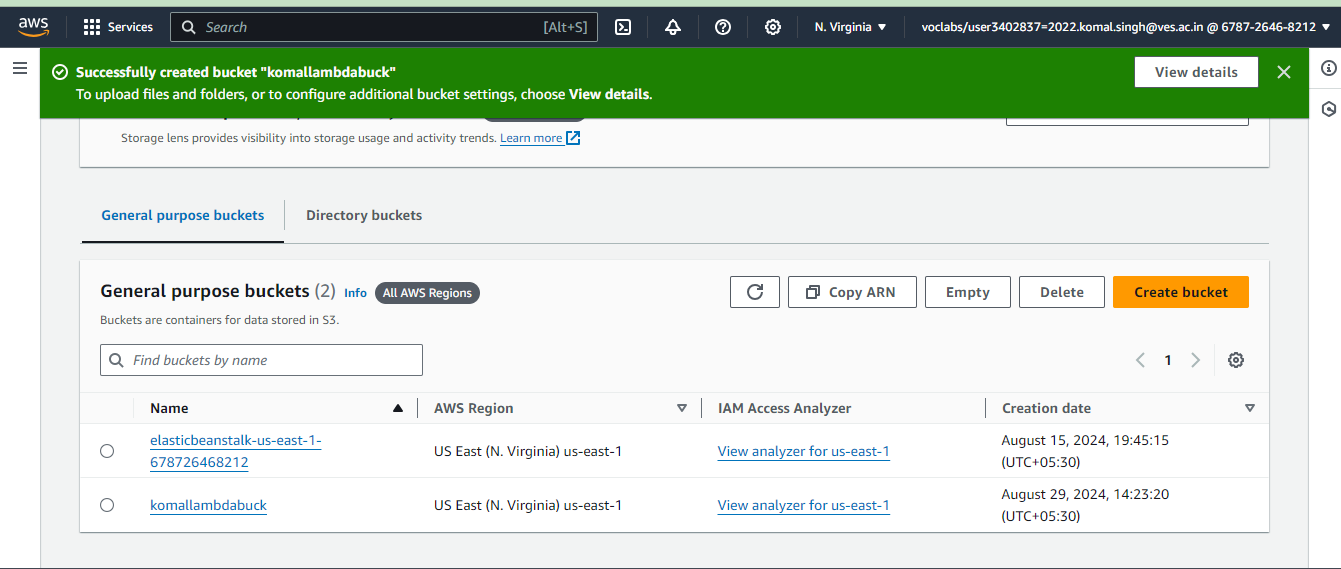 aws
Services
Search
[Alt+S]
N. Virginia
voclabs/user3402837=2022.komal.singh@ves.ac.in @ 6787-2646-8212
Successfully created bucket "komallambdabuck"
To upload files and folders, or to configure additional bucket settings, choose View details.
View details
Storage lens provides visibility into storage usage and activity trends. Learn more
General purpose buckets
Directory buckets
General purpose buckets (2) Info All AWS Regions
Copy ARN
Empty
Delete
Create bucket
Buckets are containers for data stored in S3.
Find buckets by name
1
Name
AWS Region
IAM Access Analyzer
Creation date
elasticbeanstalk-us-east-1-
678726468212
US East (N. Virginia) us-east-1
View analyzer for us-east-1
August 15, 2024, 19:45:15
(UTC+05:30)
komallambdabuck
US East (N. Virginia) us-east-1
View analyzer for us-east-1
August 29, 2024, 14:23:20
(UTC+05:30)